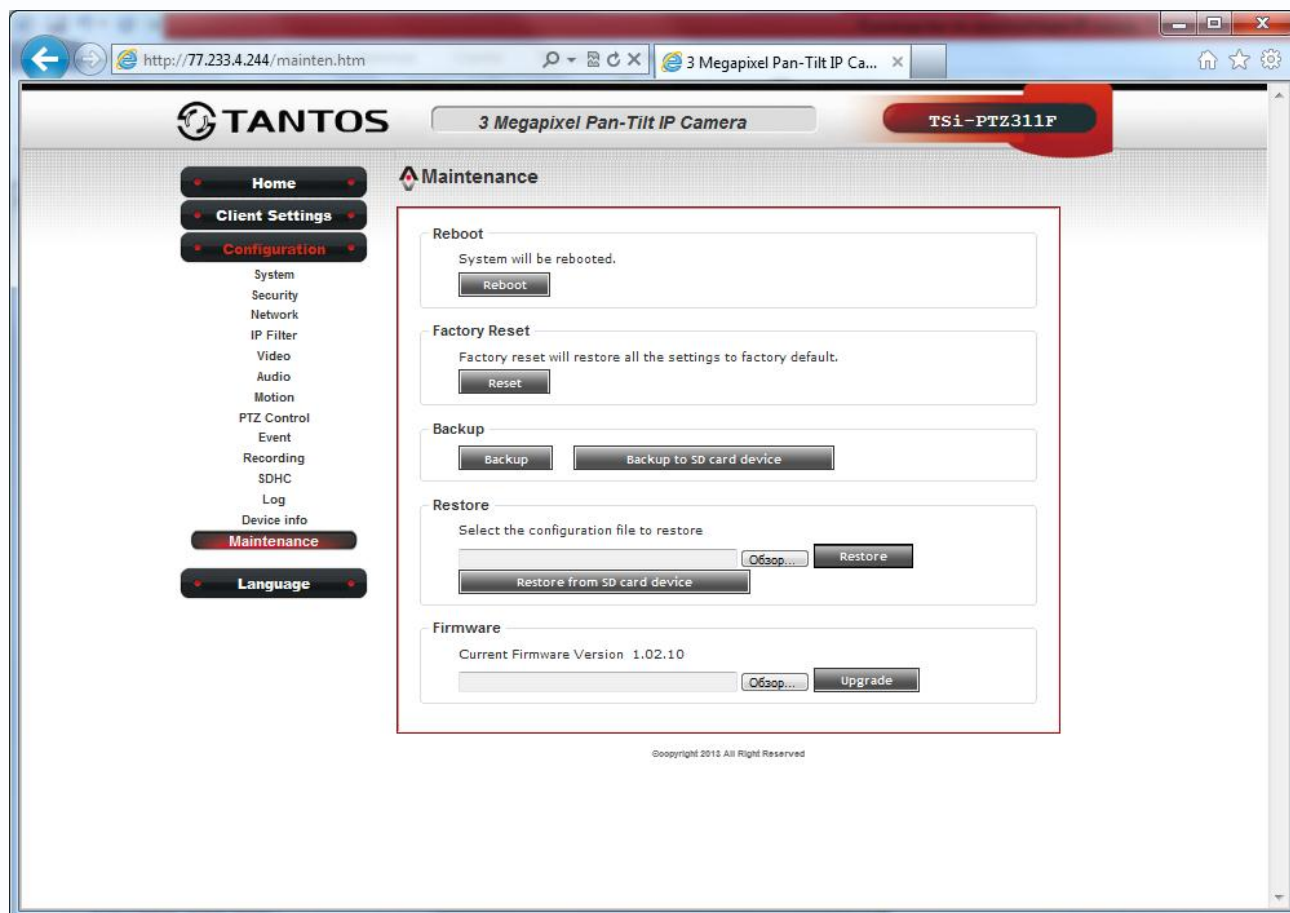 http://77.233.4.244/mainten.htm
3 Megapixel Pan-Tilt IP Ca...
TANTOS
3 Megapixel Pan-Tilt IP Camera
TSi-PTZ311F
Home
Client Settings
Configuration
System
Security
Network
IP Filter
Video
Audio
Motion
PTZ Control
Event
Recording
SDHC
Log
Device info
Maintenance
Language
Maintenance
Reboot
System will be rebooted.
Reboot
Factory Reset
Factory reset will restore all the settings to factory default.
Reset
Backup
Backup Backup to SD card device
Restore
Select the configuration file to restore
Обзор... Restore
Restore from SD card device
Firmware
Current Firmware Version 1.02.10
Обзор... Upgrade
2013 All Right Reserved